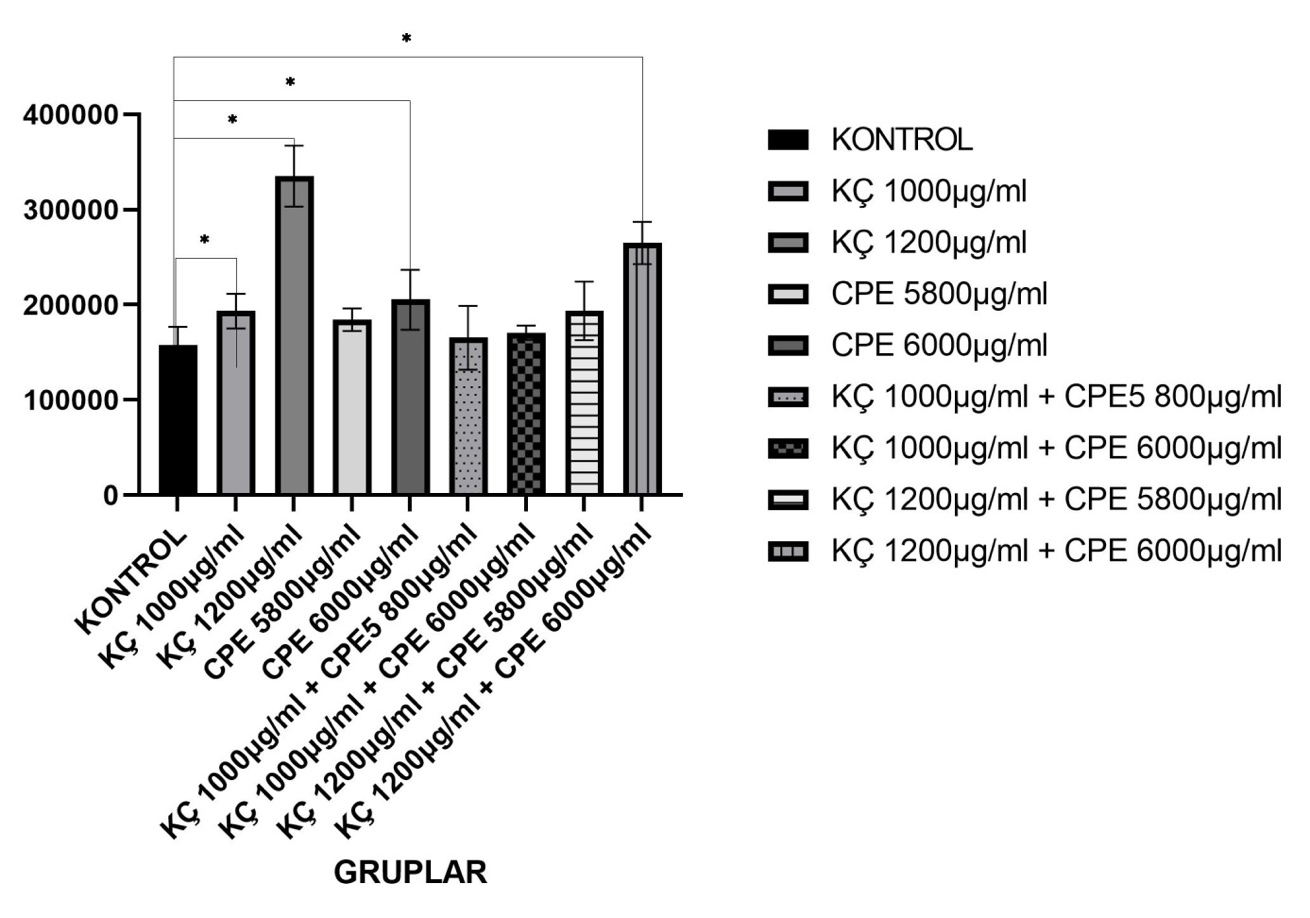 *
*
*
*
400000
300000
200000
100000
0
KONTROL
KÇ 1000µg/ml
KÇ 1200µg/ml
CPE 5800µg/ml
CPE 6000µg/ml
KÇ 1000µg/ml + CPE5 800µg/ml
KÇ 1000µg/ml + CPE 6000µg/ml
KÇ 1200µg/ml + CPE 5800µg/ml
KÇ 1200µg/ml + CPE 6000µg/ml
GRUPLAR
KONTROL
KÇ 1000µg/ml
KÇ 1200µg/ml
CPE 5800µg/ml
CPE 6000µg/ml
KÇ 1000µg/ml + CPE5 800µg/ml
KÇ 1000µg/ml + CPE 6000µg/ml
KÇ 1200µg/ml + CPE 5800µg/ml
KÇ 1200µg/ml + CPE 6000µg/ml